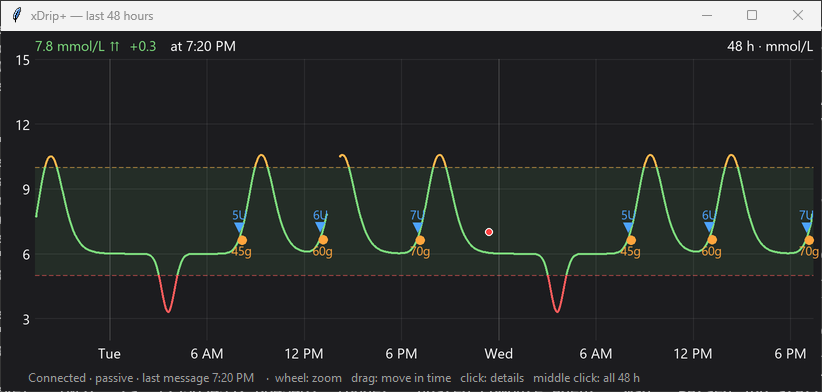 xDrip+ — last 48 hours
7.8 mmol/L ⇈ +0.3 at 7:20 PM 48 h · mmol/L
15
12
9
6
3
5U 6U 7U 5U 6U 7U
45g 60g 70g 45g 60g 70g
Tue 6 AM 12 PM 6 PM Wed 6 AM 12 PM 6 PM
Connected · passive · last message 7:20 PM · wheel: zoom drag: move in time click: details middle click: all 48 h